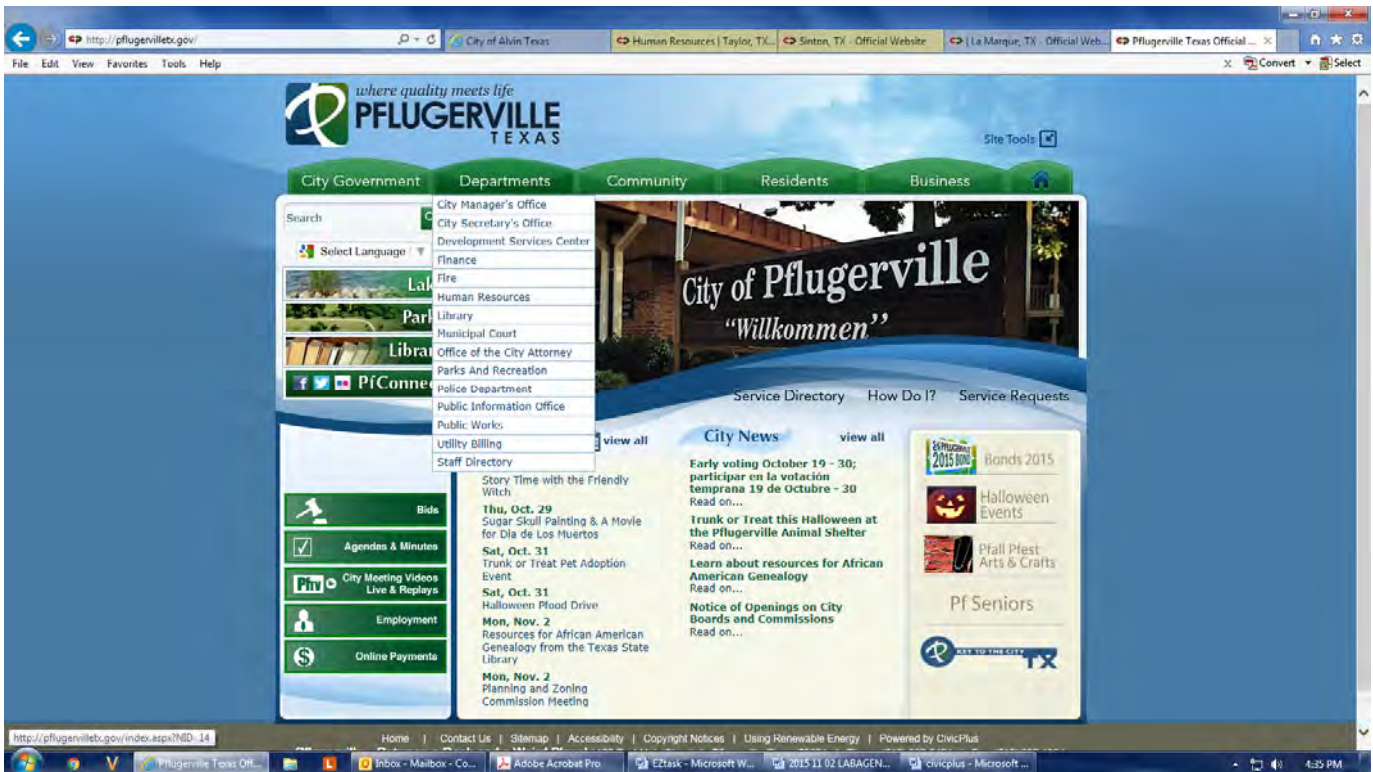 http://pflugervilletx.gov/
City of Alvin Texas
Human Resources | Taylor, TX...
Sinton, TX - Official Website
| La Marque, TX - Official Web...
Pflugerville Texas Official ...
File Edit View Favorites Tools Help
x Convert Select
where quality meets life
PFLUGERVILLE
TEXAS
Site Tools
City Government Departments Community Residents Business
Search
Select Language
Lak
Park
Librar
PfConnec
City Manager's Office
City Secretary's Office
Development Services Center
Finance
Fire
Human Resources
Library
Municipal Court
Office of the City Attorney
Parks And Recreation
Police Department
Public Information Office
Public Works
Utility Billing
Staff Directory
City of Pflugerville
"Willkommen"
Service Directory How Do I? Service Requests
Bids
Agendas & Minutes
Pftv City Meeting Videos
Live & Replays
Employment
Online Payments
view all
Story Time with the Friendly
Witch
Thu, Oct. 29
Sugar Skull Painting & A Movie
for Dia de Los Muertos
Sat, Oct. 31
Trunk or Treat Pet Adoption
Event
Sat, Oct. 31
Halloween Pfood Drive
Mon, Nov. 2
Resources for African American
Genealogy from the Texas State
Library
Mon, Nov. 2
Planning and Zoning
Commission Meeting
City News view all
Early voting October 19 - 30;
participar en la votación
temprana 19 de Octubre - 30
Read on...
Trunk or Treat this Halloween at
the Pflugerville Animal Shelter
Read on...
Learn about resources for African
American Genealogy
Read on...
Notice of Openings on City
Boards and Commissions
Read on...
PFLUGERVILLE
2015 BOND
Bonds 2015
Halloween
Events
Pfall Pfest
Arts & Crafts
Pf Seniors
KEY TO THE CITY
TX
http://pflugervilletx.gov/index.aspx?NID=14
Home | Contact Us | Sitemap | Accessibility | Copyright Notices | Using Renewable Energy | Powered by CivicPlus
Pflugerville Texas Off...
Inbox - Mailbox - Co...
Adobe Acrobat Pro
EZtask - Microsoft W...
2015 11 02 LABAGEN...
civicplus - Microsoft ...
4:35 PM